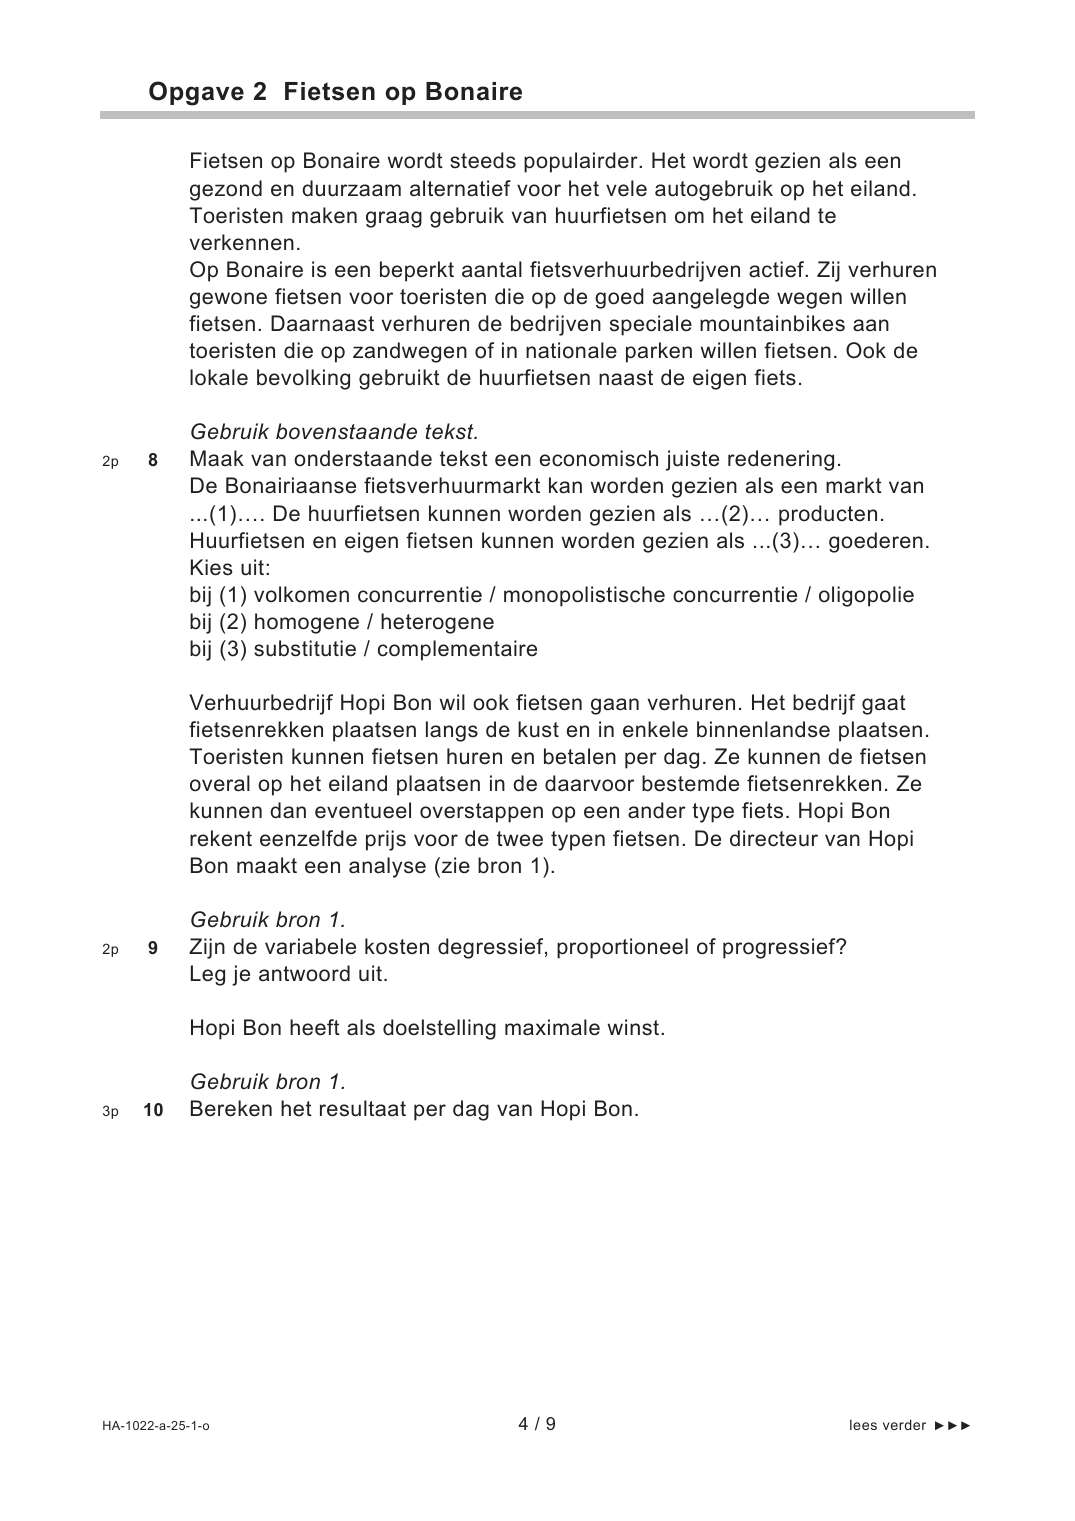 Opgave 2  Fietsen op Bonaire
Fietsen op Bonaire wordt steeds populairder. Het wordt gezien als een
gezond en duurzaam alternatief voor het vele autogebruik op het eiland.
Toeristen maken graag gebruik van huurfietsen om het eiland te
verkennen.
Op Bonaire is een beperkt aantal fietsverhuurbedrijven actief. Zij verhuren
gewone fietsen voor toeristen die op de goed aangelegde wegen willen
fietsen. Daarnaast verhuren de bedrijven speciale mountainbikes aan
toeristen die op zandwegen of in nationale parken willen fietsen. Ook de
lokale bevolking gebruikt de huurfietsen naast de eigen fiets.
Gebruik bovenstaande tekst.
2p 8 Maak van onderstaande tekst een economisch juiste redenering.
De Bonairiaanse fietsverhuurmarkt kan worden gezien als een markt van
...(1)…. De huurfietsen kunnen worden gezien als …(2)… producten.
Huurfietsen en eigen fietsen kunnen worden gezien als ...(3)… goederen.
Kies uit:
bij (1) volkomen concurrentie / monopolistische concurrentie / oligopolie
bij (2) homogene / heterogene
bij (3) substitutie / complementaire
Verhuurbedrijf Hopi Bon wil ook fietsen gaan verhuren. Het bedrijf gaat
fietsenrekken plaatsen langs de kust en in enkele binnenlandse plaatsen.
Toeristen kunnen fietsen huren en betalen per dag. Ze kunnen de fietsen
overal op het eiland plaatsen in de daarvoor bestemde fietsenrekken. Ze
kunnen dan eventueel overstappen op een ander type fiets. Hopi Bon
rekent eenzelfde prijs voor de twee typen fietsen. De directeur van Hopi
Bon maakt een analyse (zie bron 1).
Gebruik bron 1.
2p 9 Zijn de variabele kosten degressief, proportioneel of progressief?
Leg je antwoord uit.
Hopi Bon heeft als doelstelling maximale winst.
Gebruik bron 1.
3p 10 Bereken het resultaat per dag van Hopi Bon.
HA-1022-a-25-1-o 4 / 9 lees verder ►►►